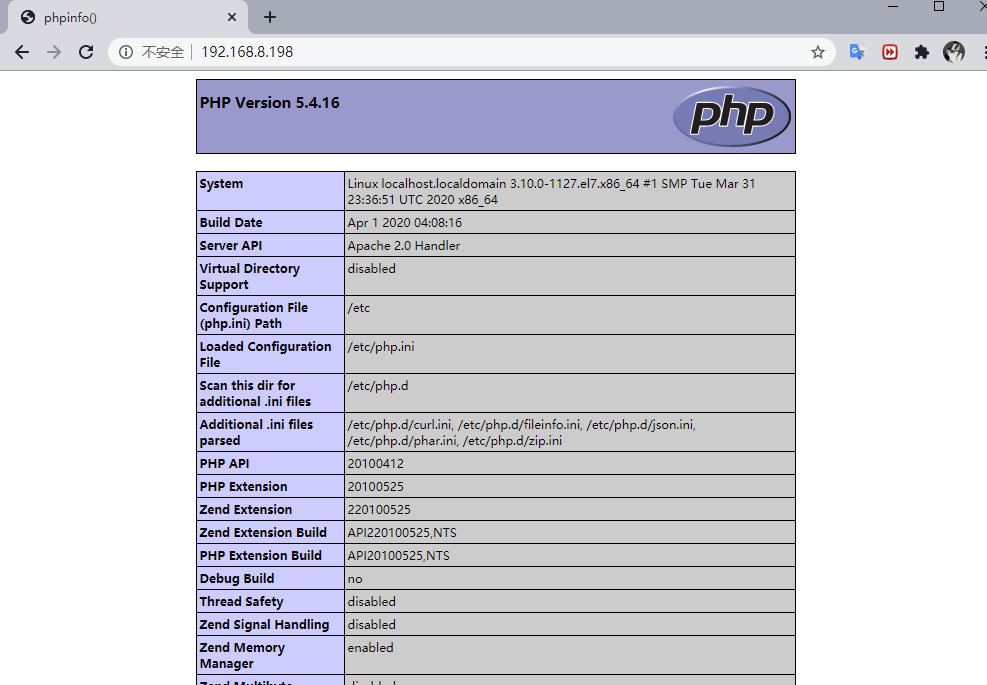 phpinfo()
不安全 192.168.8.198
PHP Version 5.4.16
php
System
Linux localhost.localdomain 3.10.0-1127.el7.x86_64 #1 SMP Tue Mar 31
23:36:51 UTC 2020 x86_64
Build Date
Apr 1 2020 04:08:16
Server API
Apache 2.0 Handler
Virtual Directory
Support
disabled
Configuration File
(php.ini) Path
/etc
Loaded Configuration
File
/etc/php.ini
Scan this dir for
additional .ini files
/etc/php.d
Additional .ini files
parsed
/etc/php.d/curl.ini, /etc/php.d/fileinfo.ini, /etc/php.d/json.ini,
/etc/php.d/phar.ini, /etc/php.d/zip.ini
PHP API
20100412
PHP Extension
20100525
Zend Extension
220100525
Zend Extension Build
API220100525,NTS
PHP Extension Build
API20100525,NTS
Debug Build
no
Thread Safety
disabled
Zend Signal Handling
disabled
Zend Memory
Manager
enabled